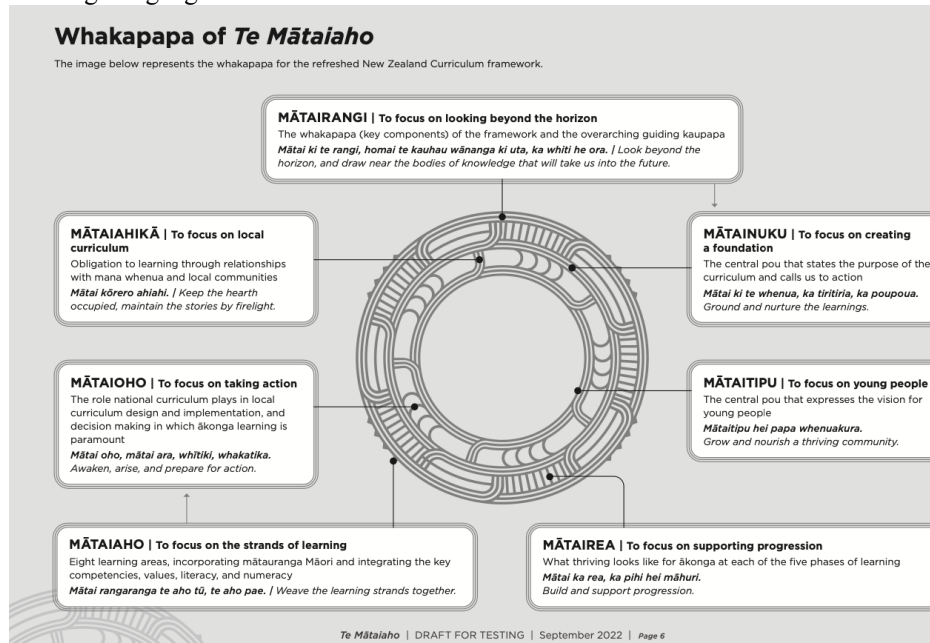 Whakapapa of Te Mātaiaho
The image below represents the whakapapa for the refreshed New Zealand Curriculum framework.
MĀTAIRANGI | To focus on looking beyond the horizon
The whakapapa (key components) of the framework and the overarching guiding kaupapa
Mātai ki te rangi, homai te kauhau wānanga ki uta, ka whiti he ora. | Look beyond the
horizon, and draw near the bodies of knowledge that will take us into the future.
MĀTAIAHIKĀ | To focus on local
curriculum
Obligation to learning through relationships
with mana whenua and local communities
Mātai kōrero ahiahi. | Keep the hearth
occupied, maintain the stories by firelight.
MĀTAINUKU | To focus on creating
a foundation
The central pou that states the purpose of the
curriculum and calls us to action
Mātai ki te whenua, ka tiritiria, ka poupoua.
Ground and nurture the learnings.
MĀTAIOHO | To focus on taking action
The role national curriculum plays in local
curriculum design and implementation, and
decision making in which ākonga learning is
paramount
Mātai oho, mātai ara, whītiki, whakatika.
Awaken, arise, and prepare for action.
MĀTAITIPU | To focus on young people
The central pou that expresses the vision for
young people
Mātaitipu hei papa whenuakura.
Grow and nourish a thriving community.
MĀTAIAHO | To focus on the strands of learning
Eight learning areas, incorporating mātauranga Māori and integrating the key
competencies, values, literacy, and numeracy
Mātai rangaranga te aho tū, te aho pae. | Weave the learning strands together.
MĀTAIREA | To focus on supporting progression
What thriving looks like for ākonga at each of the five phases of learning
Mātai ka rea, ka pihi hei māhuri.
Build and support progression.
Te Mātaiaho | DRAFT FOR TESTING | September 2022 | Page 6